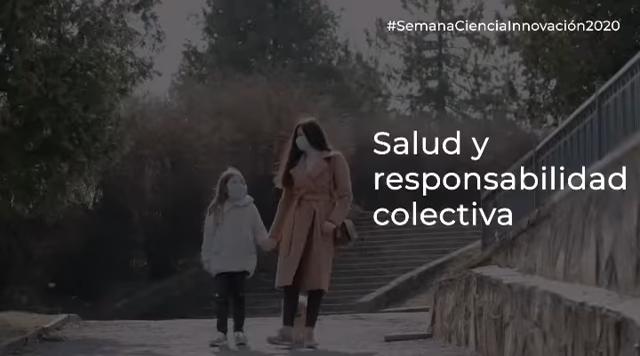 #SemanaCienciaInnovación2020
Salud y
responsabilidad
colectiva